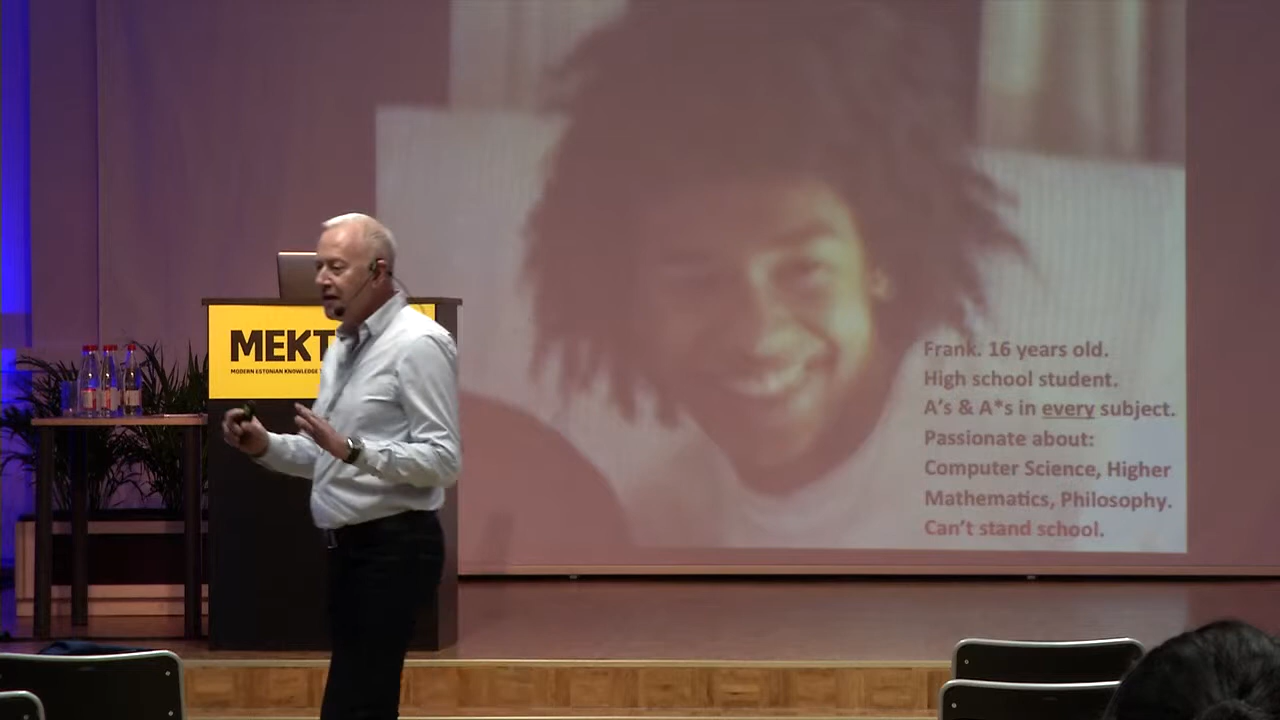 MEKT
MODERN ESTONIAN KNOWLEDGE
Frank. 16 years old.
High school student.
A's & A*s in every subject.
Passionate about:
Computer Science, Higher
Mathematics, Philosophy.
Can't stand school.